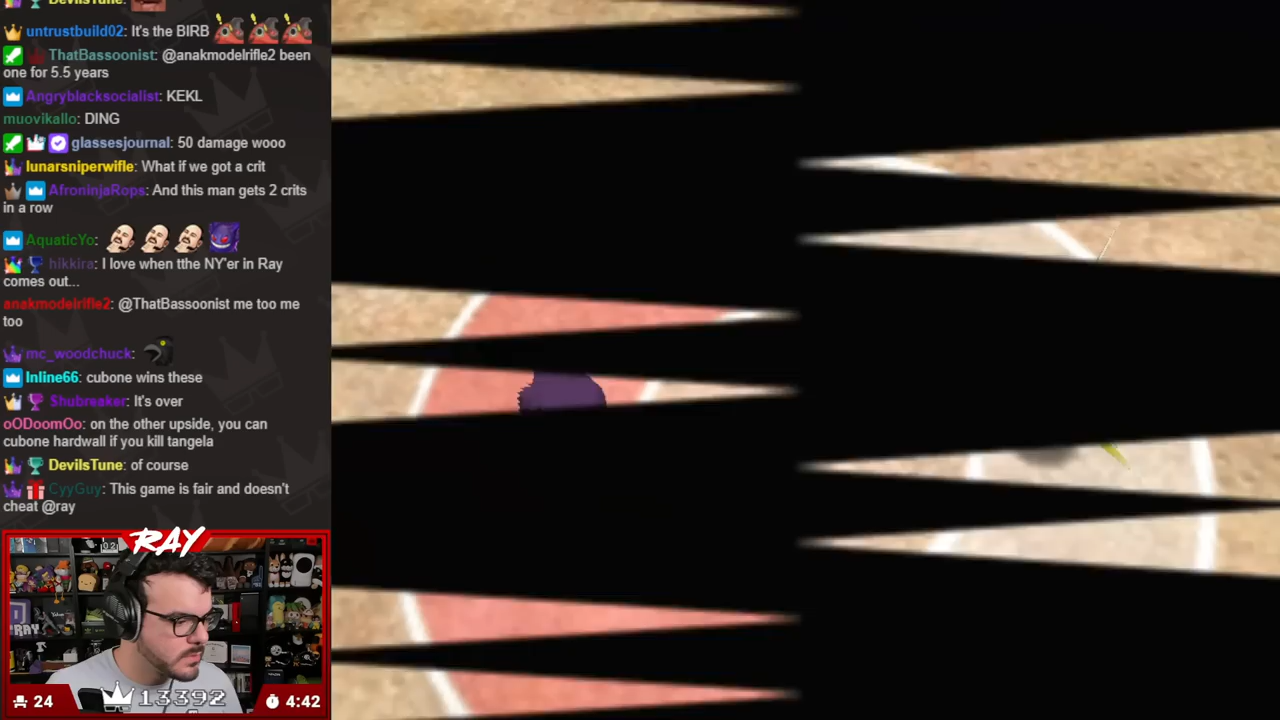 DevilsTune:
untrustbuild02: It's the BIRB
ThatBassoonist: @anakmodelrifle2 been
one for 5.5 years
Angryblacksocialist: KEKL
muovikallo: DING
glassesjournal: 50 damage wooo
lunarsniperwifle: What if we got a crit
AfroninjaRops: And this man gets 2 crits
in a row
AquaticYo:
hikkira: I love when tthe NY'er in Ray
comes out...
anakmodelrifle2: @ThatBassoonist me too me
too
mc_woodchuck:
Inline66: cubone wins these
Shubreaker: It's over
oODoomOo: on the other upside, you can
cubone hardwall if you kill tangela
DevilsTune: of course
CyyGuy: This game is fair and doesn't
cheat @ray
RAY
24
13392
4:42